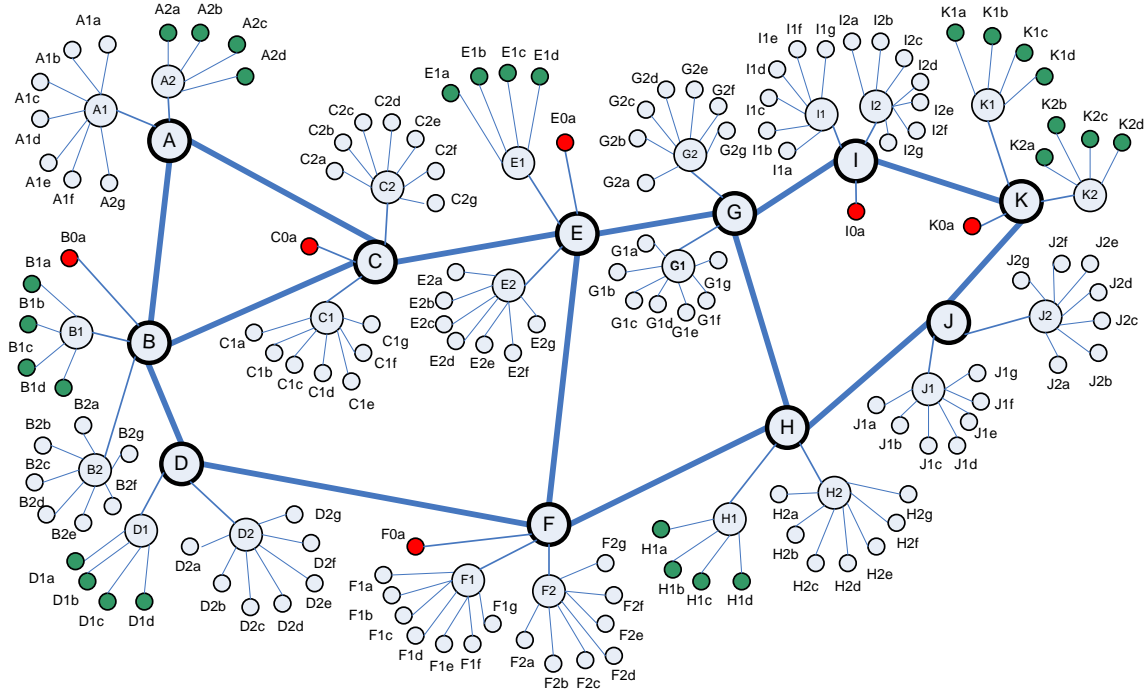 A1a
A2a
A2b
A2c
A2d
A1b
A2
A1c
A1
A1d
A1e
A1f
A2g
A
E1b
E1c
E1d
E1a
E0a
E1
C2d
C2c
C2e
C2b
C2f
C2a
C2
C2g
G2e
G2d
G2f
G2c
G2b
G2g
G2
G2a
I1g
I1f
I1e
I1d
I1c
I1b
I1a
I1
I2a
I2b
I2c
I2d
I2e
I2f
I2g
I2
I
I0a
K1a
K1b
K1c
K1d
K1
K2b
K2c
K2d
K2a
K2
K
K0a
B0a
B1a
B1b
B1
B1c
B1d
B
C0a
C
C1
C1g
C1a
C1f
C1b
C1c
C1d
C1e
E
E2a
E2
E2b
E2c
E2g
E2d
E2e
E2f
G
G1a
G1
G1g
G1b
G1f
G1c
G1d
G1e
J2f
J2e
J2g
J2d
J2
J2c
J2a
J2b
J
J1
J1g
J1f
J1a
J1e
J1b
J1c
J1d
B2a
B2b
B2g
B2c
B2
B2f
B2d
B2e
D
D1
D1a
D1b
D1c
D1d
D2g
D2
D2a
D2f
D2b
D2e
D2c
D2d
F
F0a
F1a
F1
F1b
F1g
F1c
F1d
F1e
F1f
F2g
F2
F2f
F2e
F2a
F2d
F2b
F2c
H
H1
H1a
H1b
H1c
H1d
H2
H2a
H2g
H2b
H2f
H2c
H2d
H2e